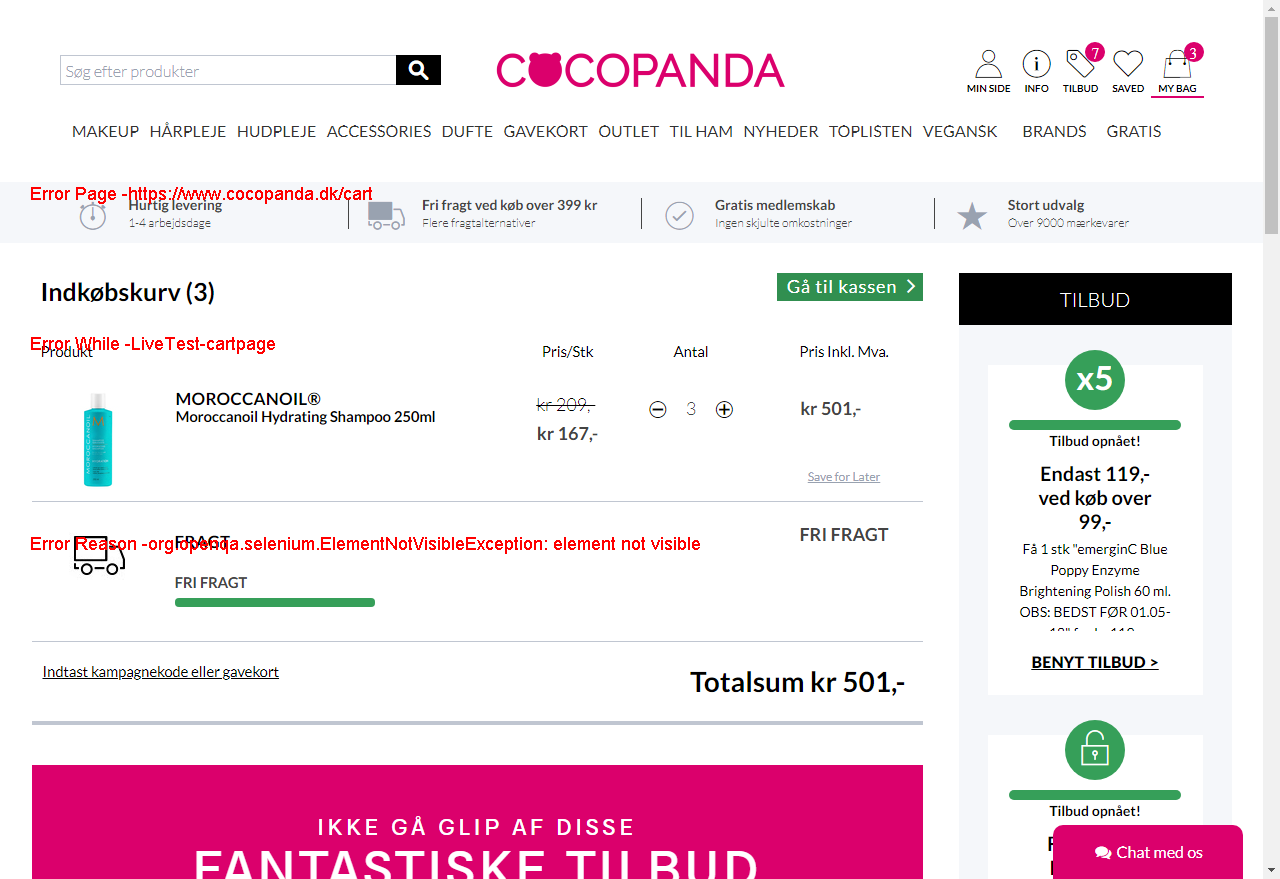 Søg efter produkter
COCOPANDA
7
3
MIN SIDE INFO TILBUD SAVED MY BAG
MAKEUP HÅRPLEJE HUDPLEJE ACCESSORIES DUFTE GAVEKORT OUTLET TIL HAM NYHEDER TOPLISTEN VEGANSK BRANDS GRATIS
Error Page -https://www.cocopanda.dk/cart
Hurtig levering
1-4 arbejdsdage
Fri fragt ved køb over 399 kr
Flere fragtalternativer
Gratis medlemskab
Ingen skjulte omkostninger
Stort udvalg
Over 9000 mærkevarer
Indkøbskurv (3)
Gå til kassen
Error While -LiveTest-cartpage
Produkt
Pris/Stk
Antal
Pris Inkl. Mva.
MOROCCANOIL®
Moroccanoil Hydrating Shampoo 250ml
kr 209,-
kr 167,-
3
kr 501,-
Save for Later
Error Reason -org.openqa.selenium.ElementNotVisibleException: element not visible
FRAGT
FRI FRAGT
FRI FRAGT
Indtast kampagnekode eller gavekort
Totalsum kr 501,-
IKKE GÅ GLIP AF DISSE
FANTASTISKE TILBUD
TILBUD
x5
Tilbud opnået!
Endast 119,-
ved køb over
99,-
Få 1 stk "emerginC Blue
Poppy Enzyme
Brightening Polish 60 ml.
OBS: BEDST FØR 01.05-
BENYT TILBUD >
Tilbud opnået!
Chat med os